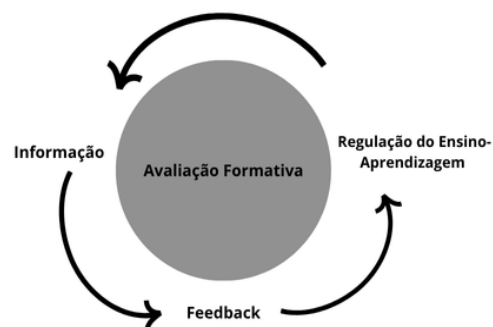 Informação
Avaliação Formativa
Regulação do Ensino-
Aprendizagem
Feedback